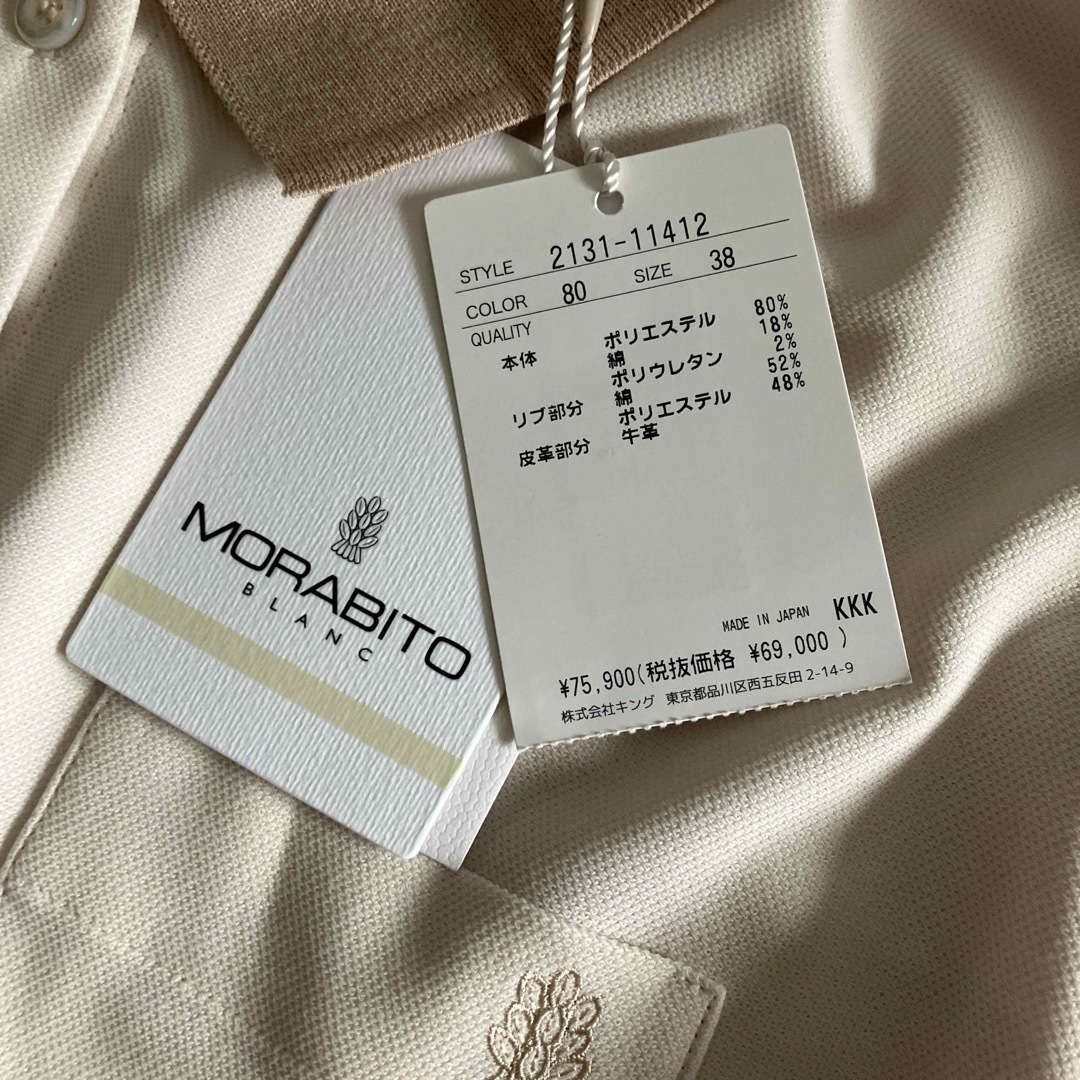 STYLE 2131-11412
COLOR 80 SIZE 38
QUALITY
本体 ポリエステル 80%
綿 18%
ポリウレタン 2%
リブ部分 綿 52%
ポリエステル 48%
皮革部分 牛革
MADE IN JAPAN KKK
¥75,900(税抜価格 ¥69,000 )
株式会社キング 東京都品川区西五反田 2-14-9
MORABITO
BLANC